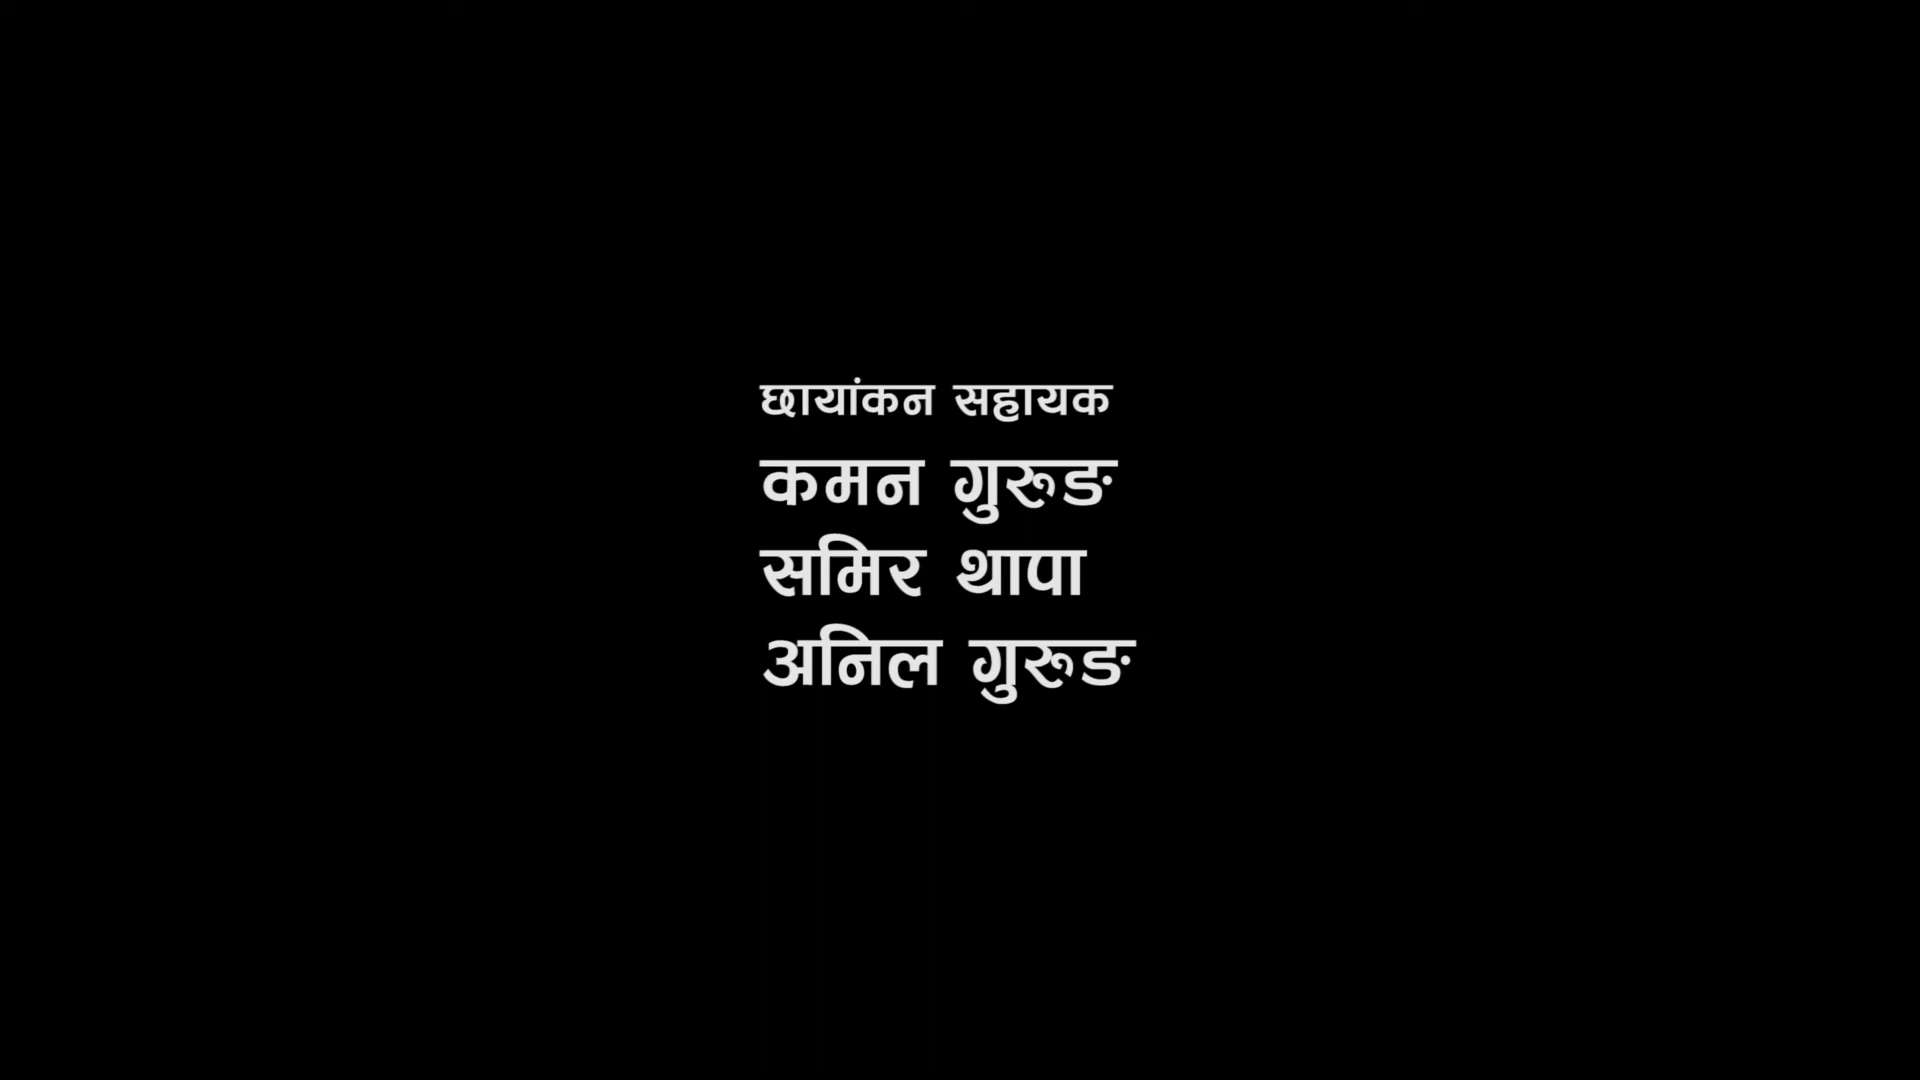 छायांकन सहायक
कमन गुरुङ
समिर थापा
अनिल गुरुङ